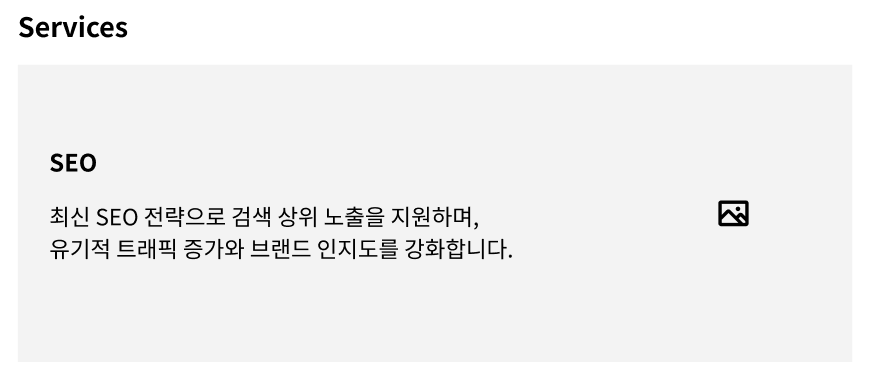 Services
SEO
최신 SEO 전략으로 검색 상위 노출을 지원하며,
유기적 트래픽 증가와 브랜드 인지도를 강화합니다.